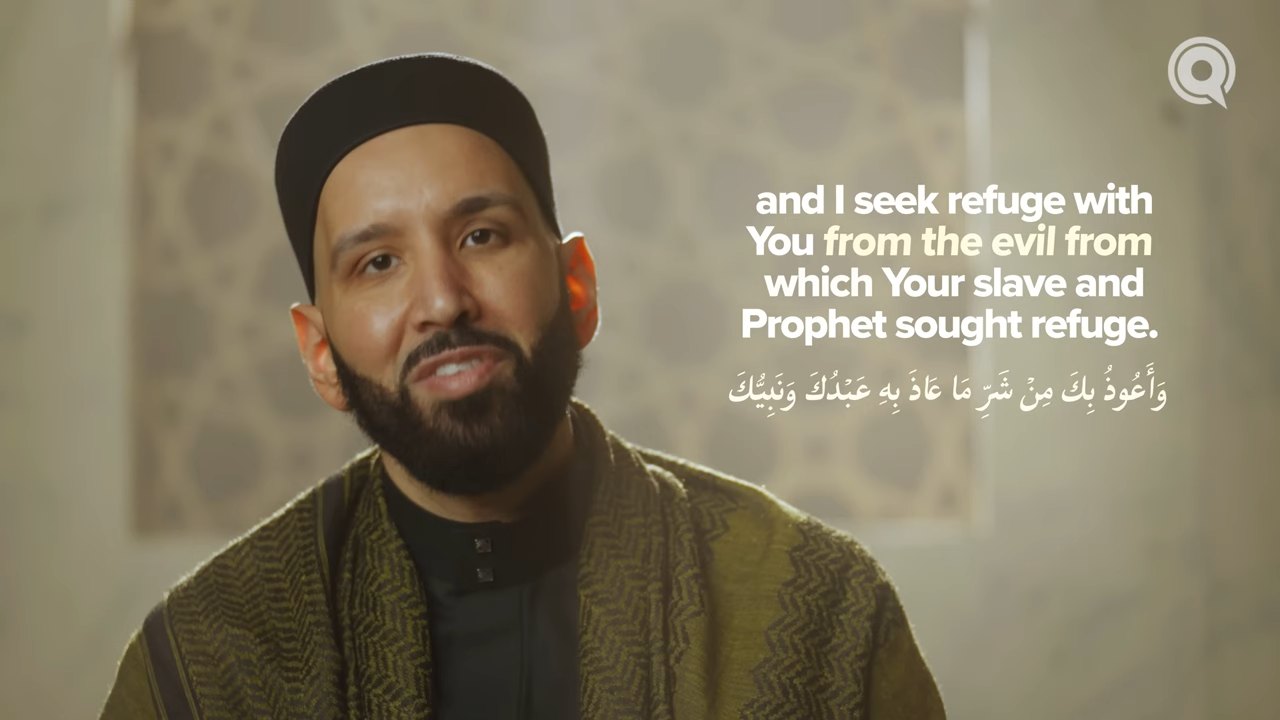 and I seek refuge with
You from the evil from
which Your slave and
Prophet sought refuge.
وَأَعُوذُ بِكَ مِنْ شَرِّ مَا عَاذَ بِهِ عَبْدُكَ وَنَبِيُّكَ